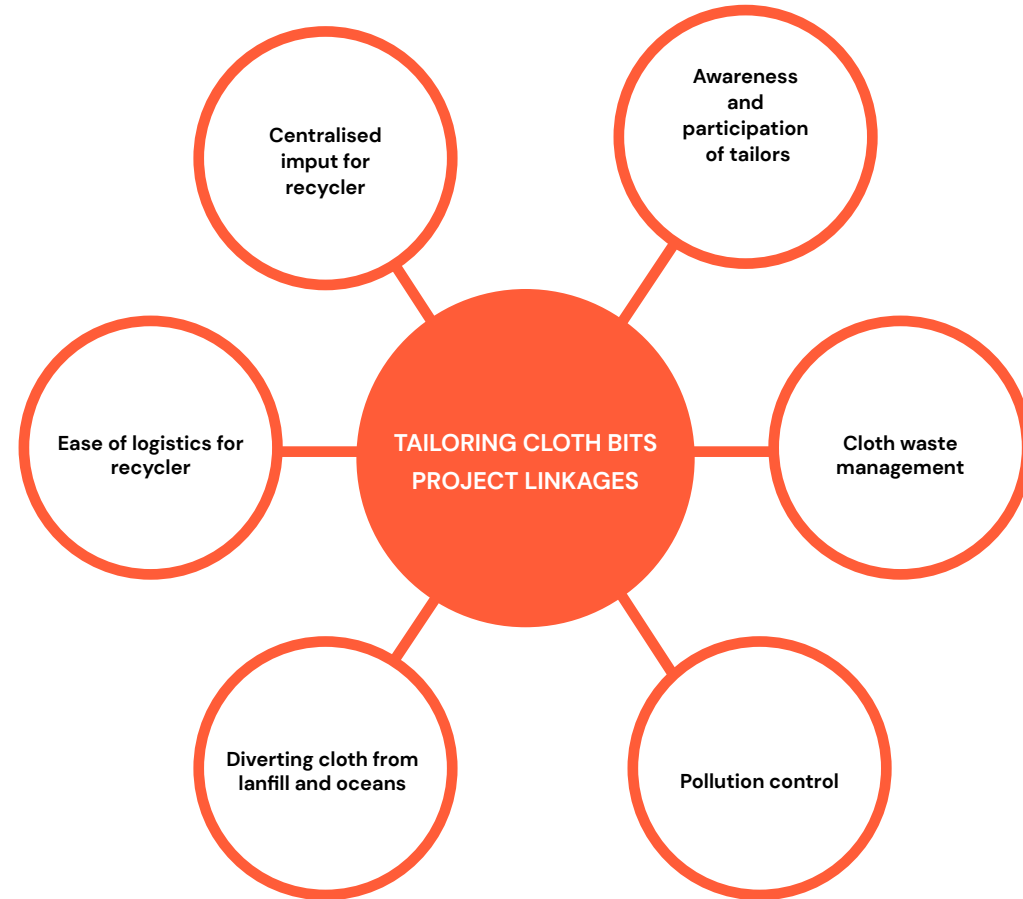 Centralised
imput for
recycler
Awareness
and
participation
of tailors
Ease of logistics for
recycler
TAILORING CLOTH BITS
PROJECT LINKAGES
Cloth waste
management
Diverting cloth from
lanfill and oceans
Pollution control